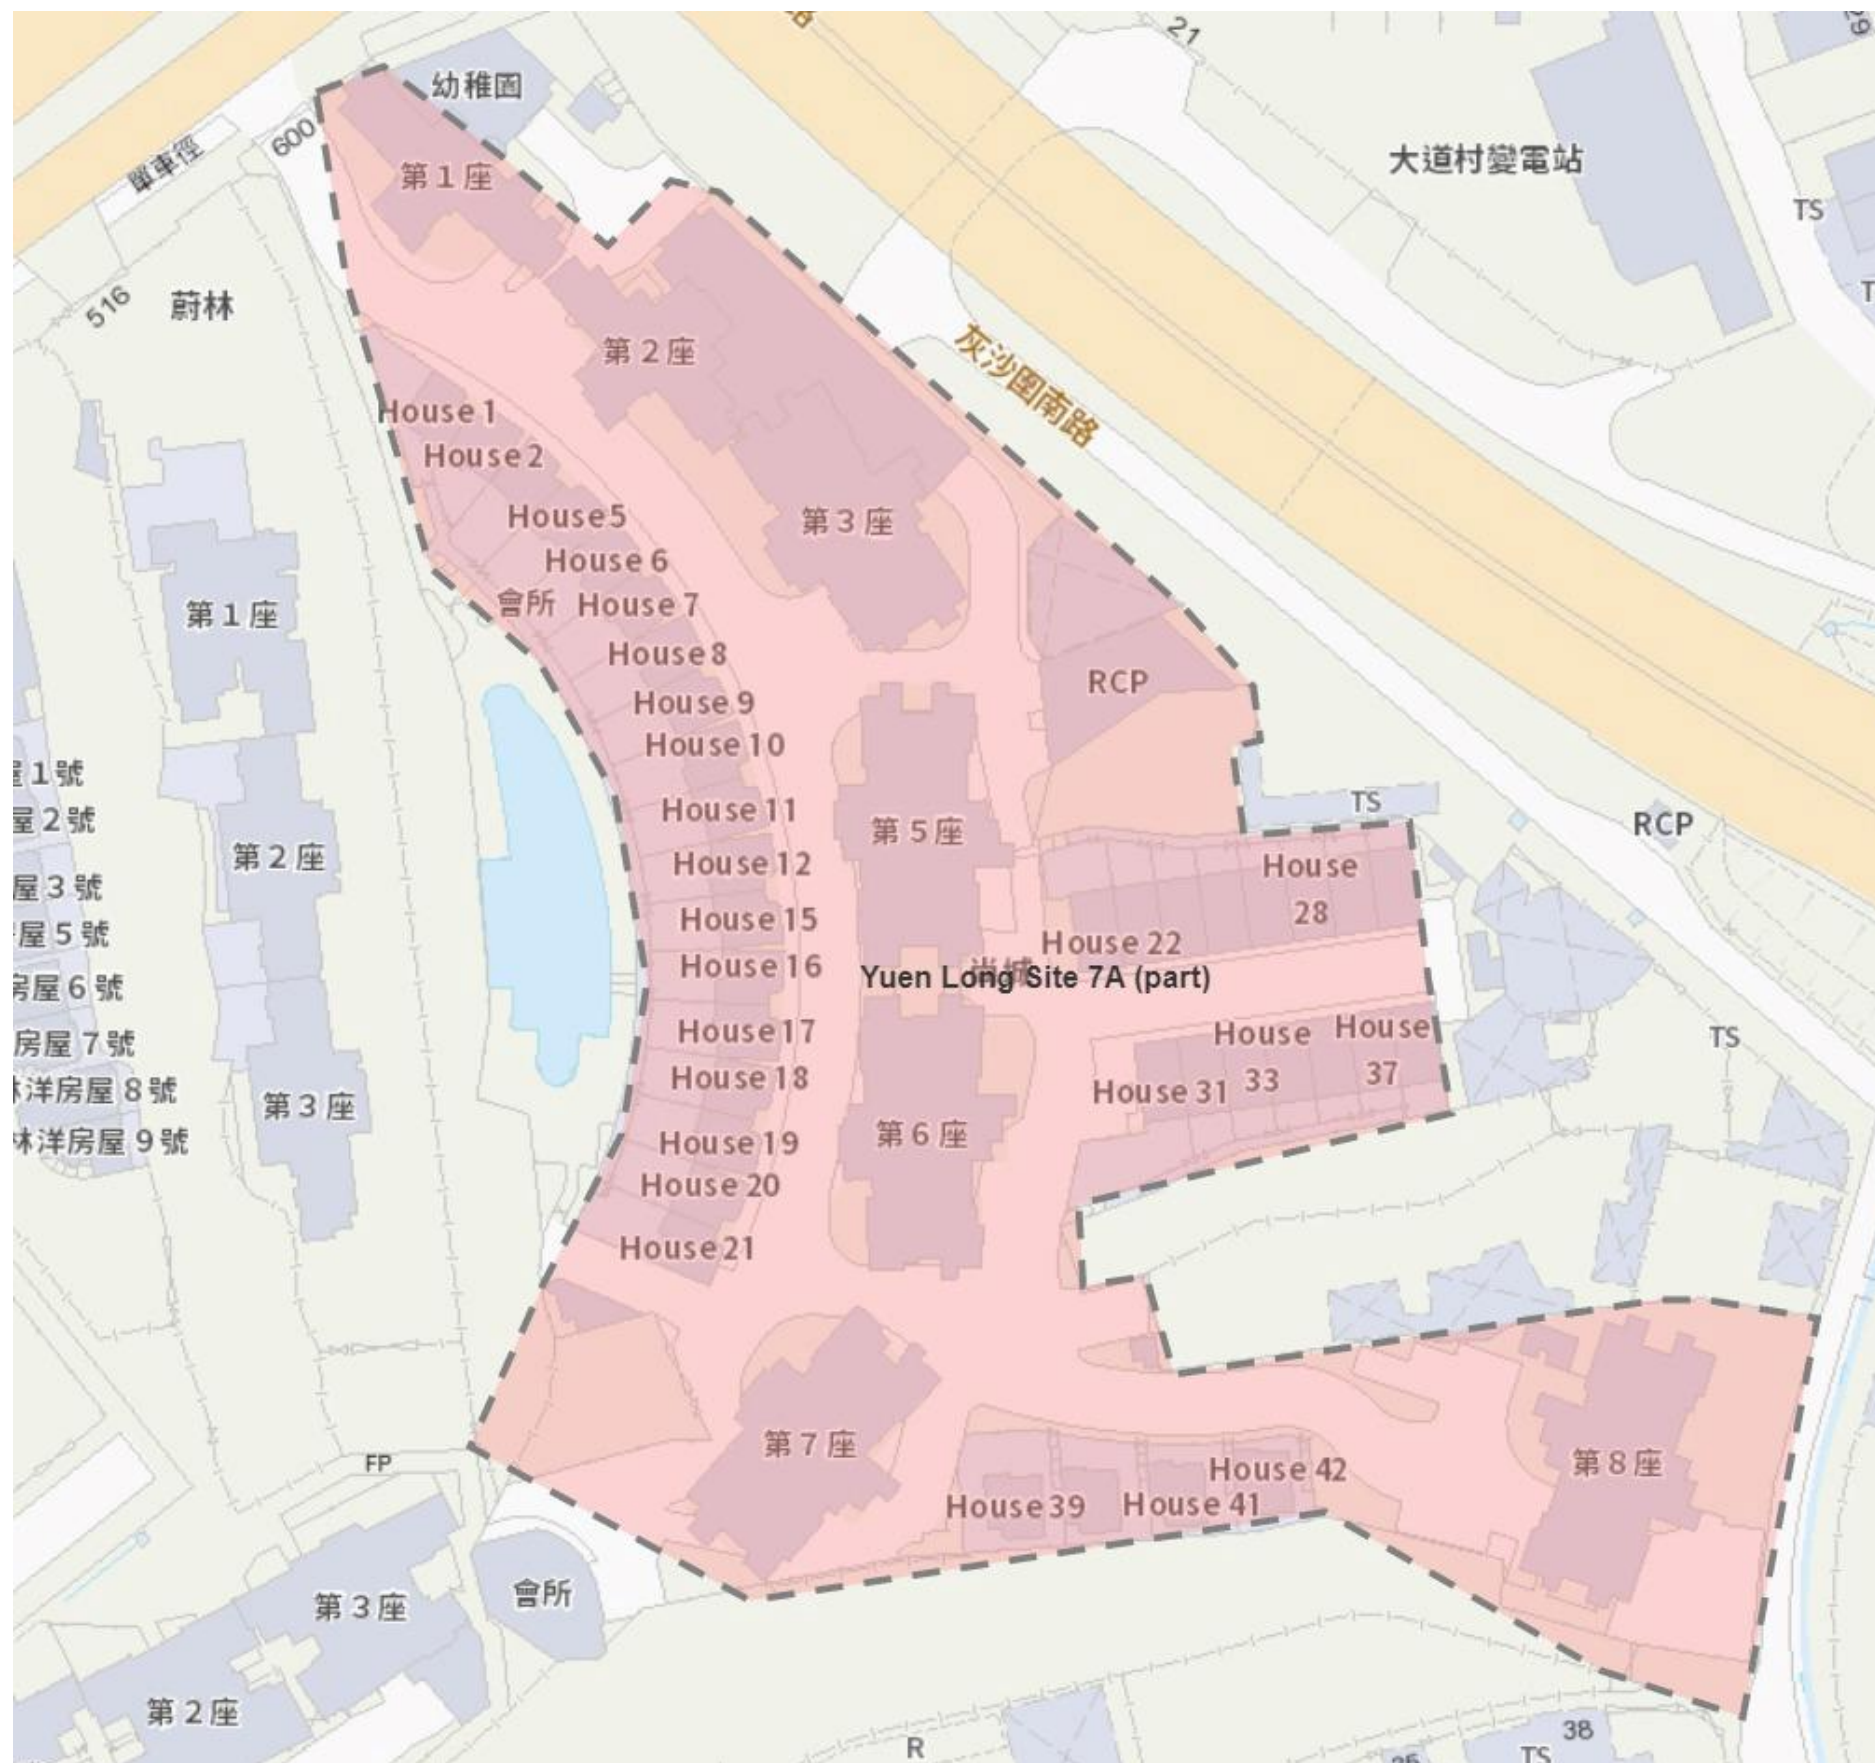 21
幼稚園
600
單車徑
第1座
大道村變電站
TS
516
蔚林
第2座
灰沙圍南路
House 1
House 2
House 5
第3座
House 6
會所
House 7
第1座
House 8
RCP
House 9
House 10
屋1號
TS
House 11
屋2號
RCP
第5座
第2座
House 12
House
28
屋3號
House 15
屋5號
House 22
House 16
尚城
Yuen Long Site 7A (part)
房屋6號
House 17
House
33
House
37
TS
房屋7號
House 18
House 31
洋房屋8號
第3座
第6座
林洋房屋9號
House 19
House 20
House 21
第7座
FP
House 42
第8座
House 39
House 41
會所
第3座
第2座
38
R
TS